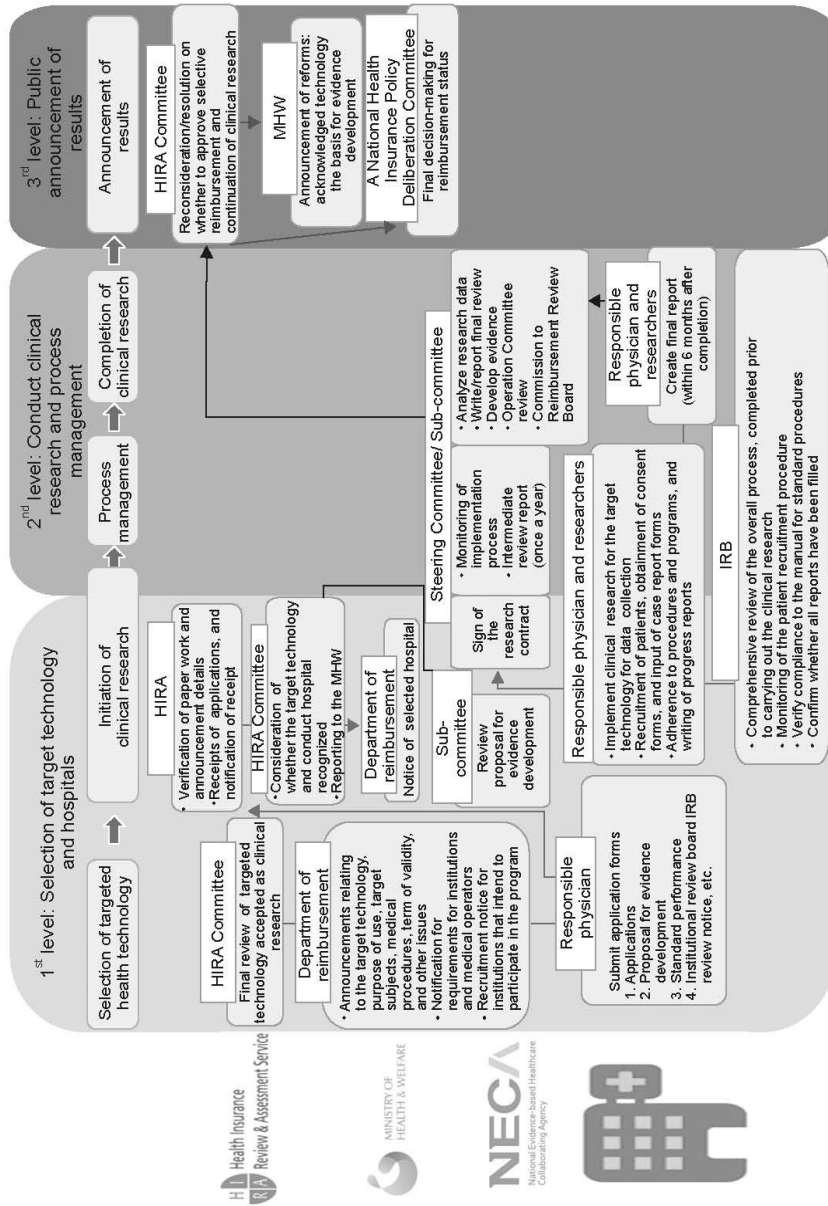 1st level: Selection of target technology
and hospitals
2nd level: Conduct clinical
research and process
management
3rd level: Public
announcement of
results
Selection of targeted
health technology
Initiation of
clinical research
Process
management
Completion of
clinical research
Announcement of
results
H I
R A
Health Insurance
Review & Assessment Service
HIRA Committee
Final review of targeted
technology accepted as clinical
research
HIRA
• Verification of paper work and
announcement details
• Receipts of applications, and
notification of receipt
HIRA Committee
• Consideration of
whether the target technology
and conduct hospital
recognized
• Reporting to the MHW
HIRA Committee
Reconsideration/resolution on
whether to approve selective
reimbursement and
continuation of clinical research
MINISTRY OF
HEALTH & WELFARE
Department of
reimbursement
• Announcements relating
to the target technology,
purpose of use, target
subjects, medical
procedures, term of validity,
and other issues
• Notification for
requirements for institutions
and medical operators
• Recruitment notice for
institutions that intend to
participate in the program
Department of
reimbursement
Notice of selected hospital
MHW
Announcement of reforms:
acknowledged technology
the basis for evidence
development
A National Health
Insurance Policy
Deliberation Committee
Final decision-making for
reimbursement status
NECA
National Evidence-based Healthcare
Collaborating Agency
Sub-
committee
Review
proposal for
evidence
development
Steering Committee/ Sub-committee
Sign of
the
research
contract
• Monitoring of
implementation
process
• Intermediate
review report
(once a year)
• Analyze research data
• Write/report final review
• Develop evidence
• Operation Committee
review
• Commission to
Reimbursement Review
Board
Responsible
physician
Submit application forms
1. Applications
2. Proposal for evidence
development
3. Standard performance
4. Institutional review board IRB
review notice, etc.
Responsible physician and researchers
• Implement clinical research for the target
technology for data collection
• Recruitment of patients, obtainment of consent
forms, and input of case report forms
• Adherence to procedures and programs, and
writing of progress reports
Responsible
physician and
researchers
Create final report
(within 6 months after
completion)
IRB
• Comprehensive review of the overall process, completed prior
to carrying out the clinical research
• Monitoring of the patient recruitment procedure
• Verify compliance to the manual for standard procedures
• Confirm whether all reports have been filled